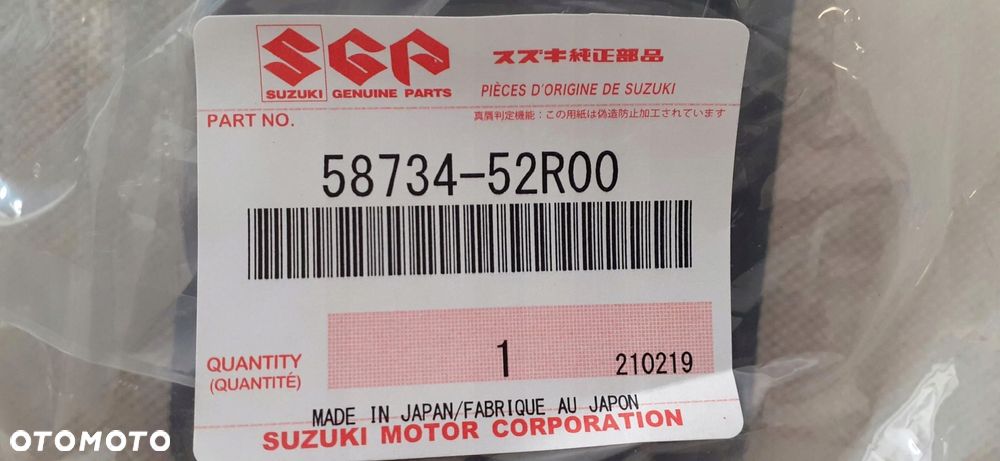 SGP
SUZUKI GENUINE PARTS
スズキ純正部品
PIÈCES D'ORIGINE DE SUZUKI
PART NO.
真贋判定機能：この用紙は偽造防止加工されています
58734-52R00
QUANTITY
(QUANTITÉ)
1
210219
MADE IN JAPAN/FABRIQUE AU JAPON
SUZUKI MOTOR CORPORATION
OTOMOTO